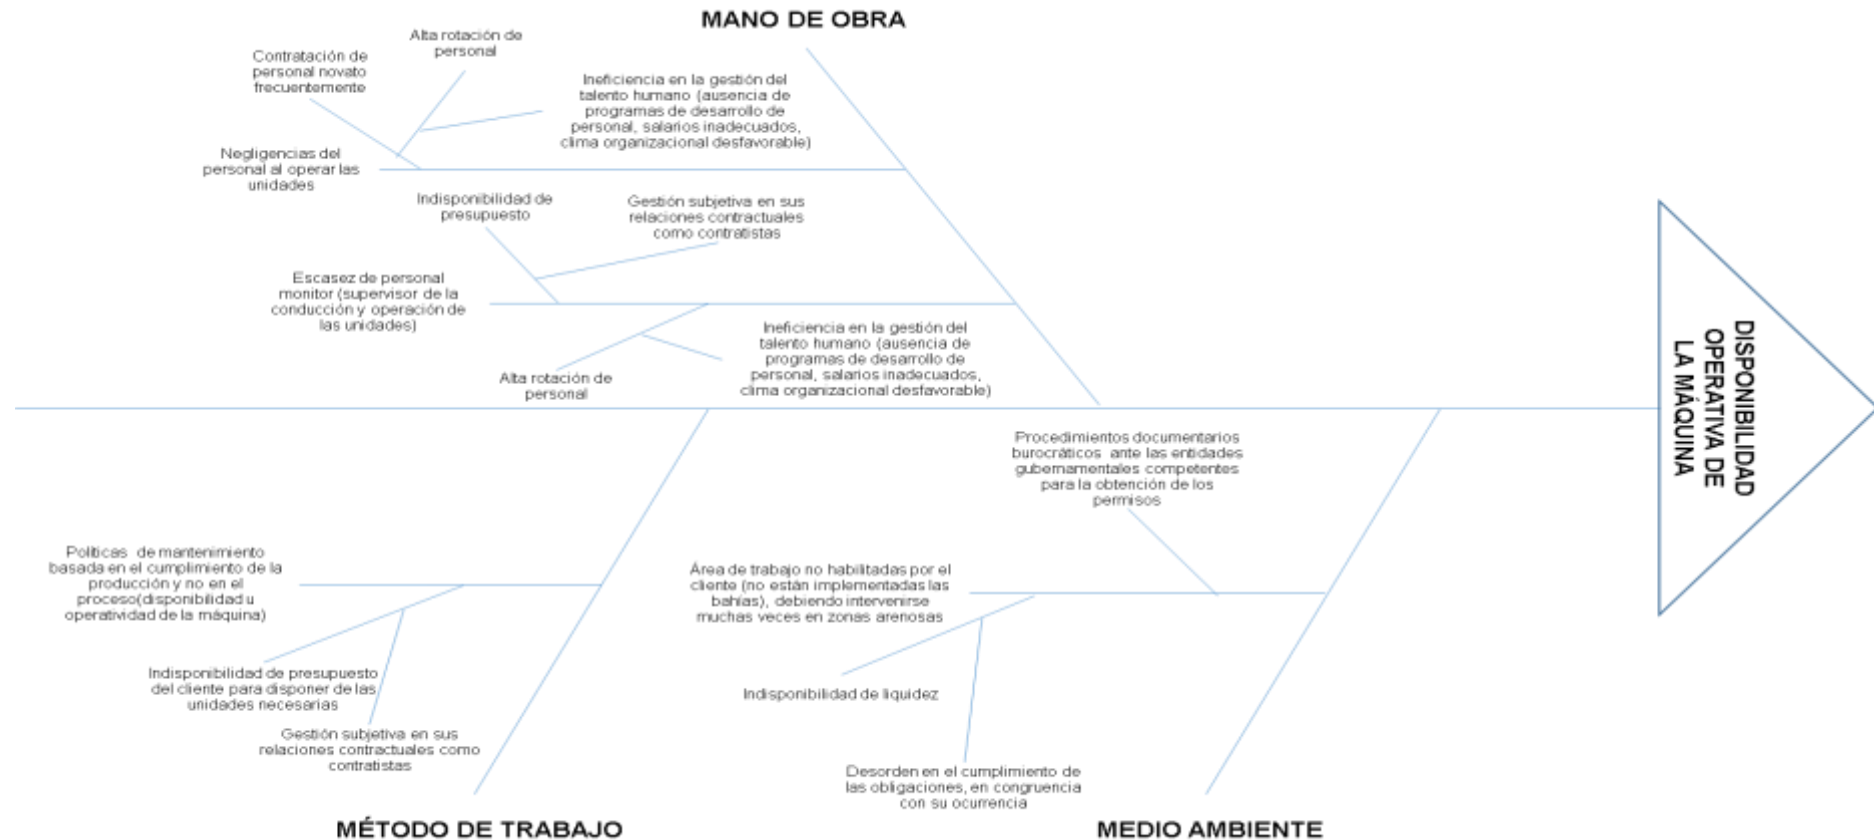 MANO DE OBRA
Alta rotación de
personal
Contratación de
personal novato
frecuentemente
Ineficiencia en la gestión del
talento humano (ausencia de
programas de desarrollo de
personal, salarios inadecuados,
clima organizacional desfavorable)
Negligencias del
personal al operar las
unidades
Indisponibilidad de
presupuesto
Gestión subjetiva en sus
relaciones contractuales
como contratistas
Escasez de personal
monitor (supervisor de la
conducción y operación de
las unidades)
Ineficiencia en la gestión del
talento humano (ausencia de
programas de desarrollo de
personal, salarios inadecuados,
clima organizacional desfavorable)
Alta rotación de
personal
DISPONIBILIDAD
OPERATIVA DE
LA MÁQUINA
Procedimientos documentarios
burocráticos ante las entidades
gubernamentales competentes
para la obtención de los
permisos
Políticas de mantenimiento
basada en el cumplimiento de la
producción y no en el
proceso(disponibilidad u
operatividad de la máquina)
Área de trabajo no habilitadas por el
cliente (no están implementadas las
bahías), debiendo intervenirse
muchas veces en zonas arenosas
Indisponibilidad de presupuesto
del cliente para disponer de las
unidades necesarias
Indisponibilidad de liquidez
Gestión subjetiva en sus
relaciones contractuales como
contratistas
Desorden en el cumplimiento de
las obligaciones, en congruencia
con su ocurrencia
MÉTODO DE TRABAJO
MEDIO AMBIENTE